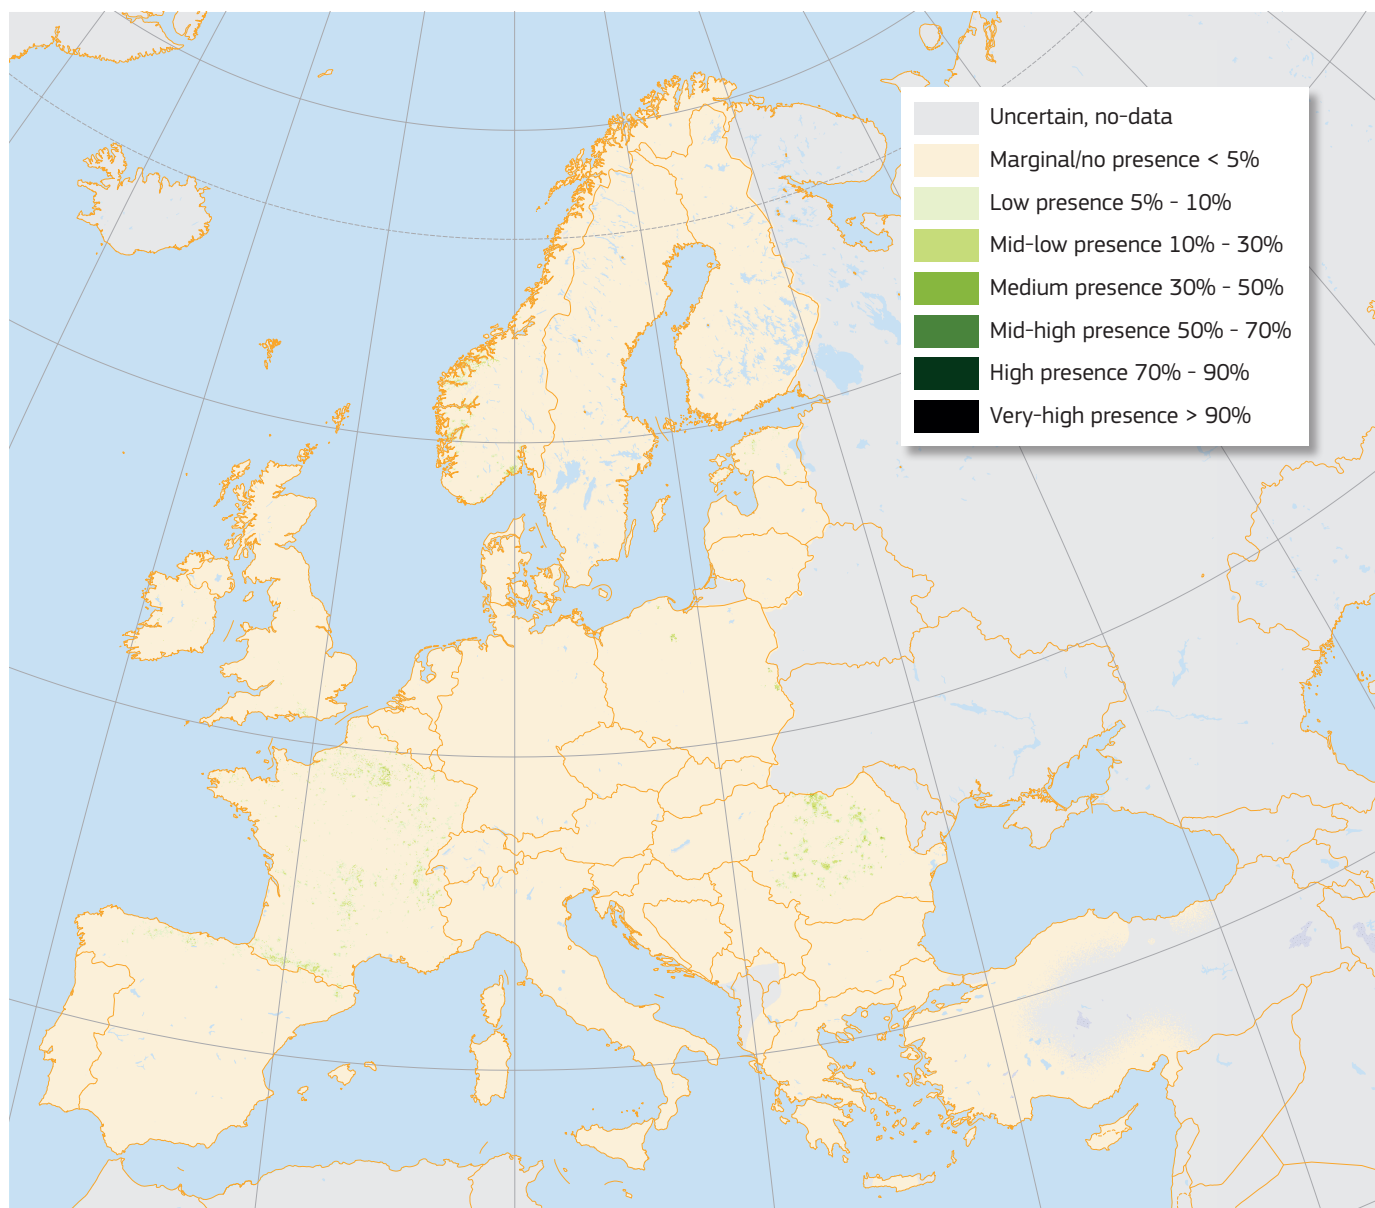 Uncertain, no-data
Marginal/no presence < 5%
Low presence 5% - 10%
Mid-low presence 10% - 30%
Medium presence 30% - 50%
Mid-high presence 50% - 70%
High presence 70% - 90%
Very-high presence > 90%